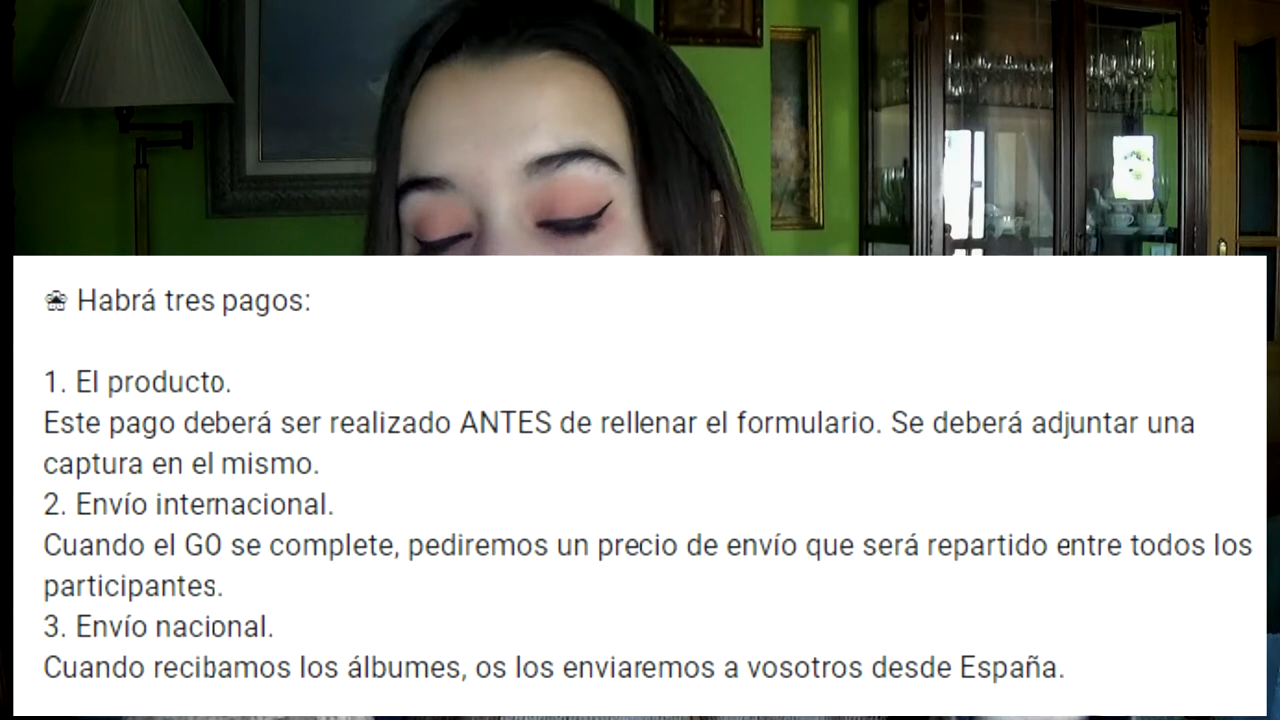 Habrá tres pagos:
1. El producto.
Este pago deberá ser realizado ANTES de rellenar el formulario. Se deberá adjuntar una
captura en el mismo.
2. Envío internacional.
Cuando el GO se complete, pediremos un precio de envío que será repartido entre todos los
participantes.
3. Envío nacional.
Cuando recibamos los álbumes, os los enviaremos a vosotros desde España.